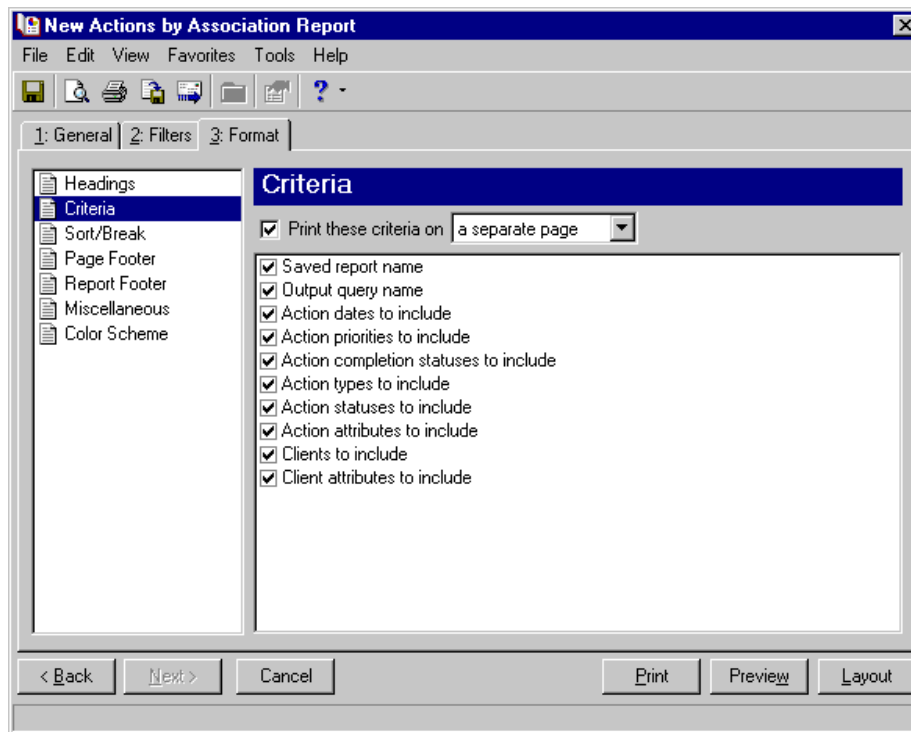 New Actions by Association Report
File Edit View Favorites Tools Help
?
1: General 2: Filters 3: Format
Headings
Criteria
Sort/Break
Page Footer
Report Footer
Miscellaneous
Color Scheme
Criteria
Print these criteria on a separate page
Saved report name
Output query name
Action dates to include
Action priorities to include
Action completion statuses to include
Action types to include
Action statuses to include
Action attributes to include
Clients to include
Client attributes to include
< Back Next > Cancel Print Preview Layout